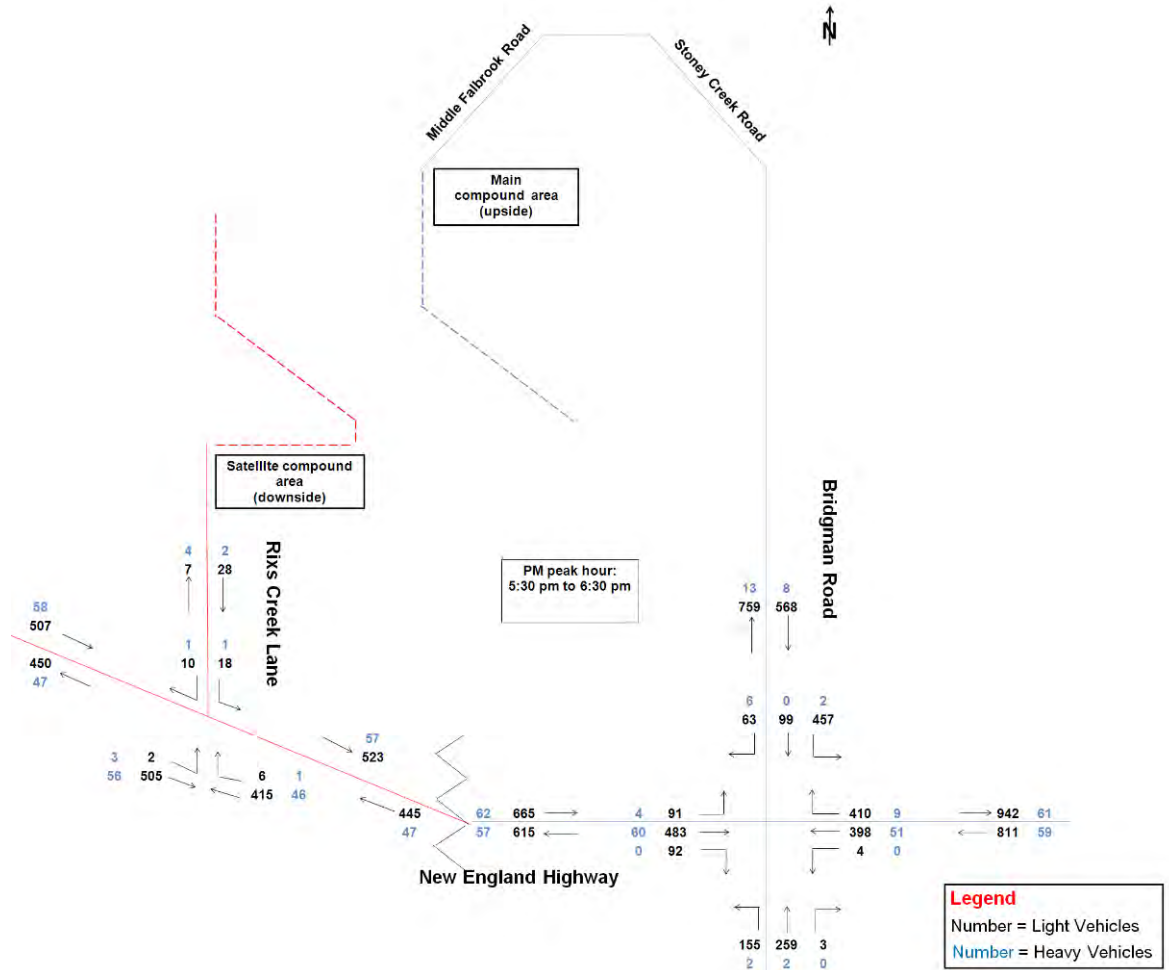 N
Middle Falbrook Road
Stoney Creek Road
Main
compound area
(upside)
Satellite compound
area
(downside)
Rixs Creek Lane
PM peak hour:
5:30 pm to 6:30 pm
Bridgman Road
4 2
7 28
13 8
759 568
58
507
450
47
1 1
10 18
6 0 2
63 99 457
3 2
56 505
6 1
415 46
57
523
445
47
62 665
57 615
4 91
60 483
0 92
410 9
398 51
4 0
942 61
811 59
New England Highway
155 259 3
2 2 0
Legend
Number = Light Vehicles
Number = Heavy Vehicles